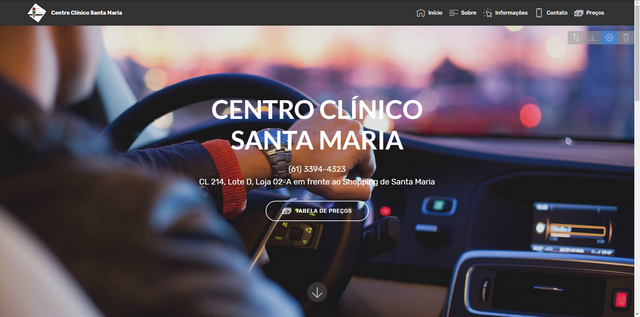 Centro Clínico Santa Maria
Início
Sobre
Informações
Contato
Preços
CENTRO CLÍNICO
SANTA MARIA
(61) 3394-4323
CL 214, Lote D, Loja 02-A em frente ao Shopping de Santa Maria
TABELA DE PREÇOS